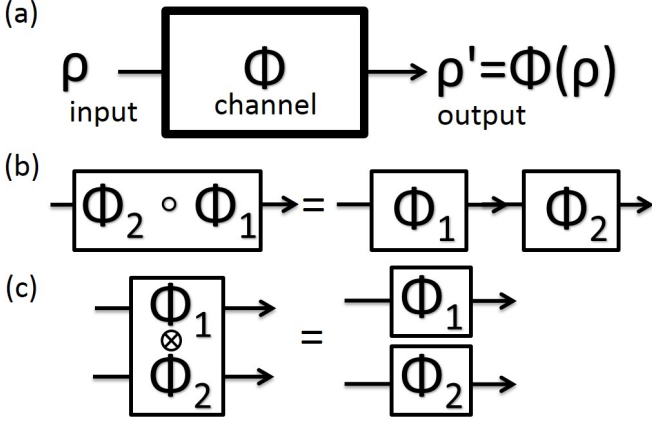 (a)
ρ Φ ρ'=Φ(ρ)
input channel output
(b)
Φ₂ ∘ Φ₁ = Φ₁ Φ₂
(c)
Φ₁ ⊗ Φ₂ = Φ₁ Φ₂